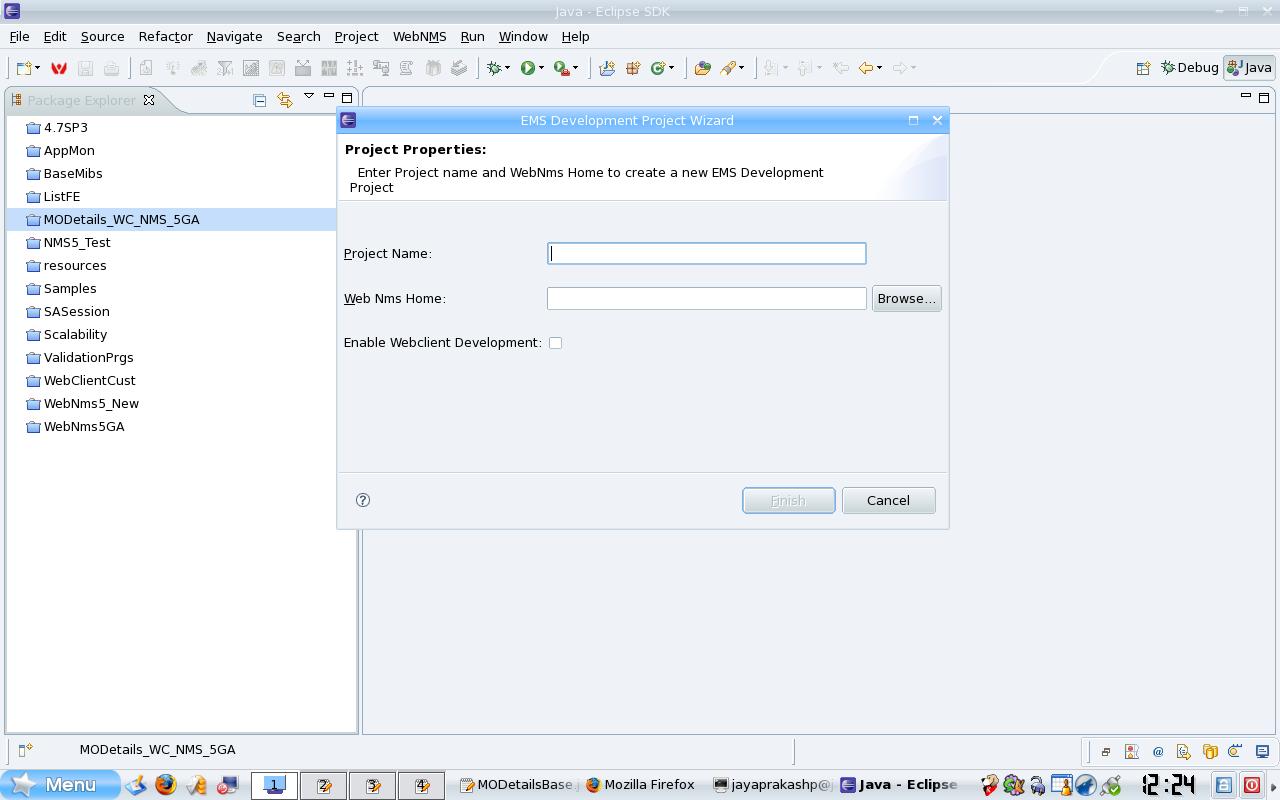 Java - Eclipse SDK
File Edit Source Refactor Navigate Search Project WebNMS Run Window Help
Debug Java
Package Explorer
4.7SP3
AppMon
BaseMibs
ListFE
MODetails_WC_NMS_5GA
NMS5_Test
resources
Samples
SASession
Scalability
ValidationPrgs
WebClientCust
WebNms5_New
WebNms5GA
EMS Development Project Wizard
Project Properties:
Enter Project name and WebNms Home to create a new EMS Development
Project
Project Name:
Web Nms Home:
Browse...
Enable Webclient Development:
?
Finish Cancel
MODetails_WC_NMS_5GA
Menu 1 2 3 4 MODetailsBase.j Mozilla Firefox jayaprakashp@ Java - Eclipse 12:24